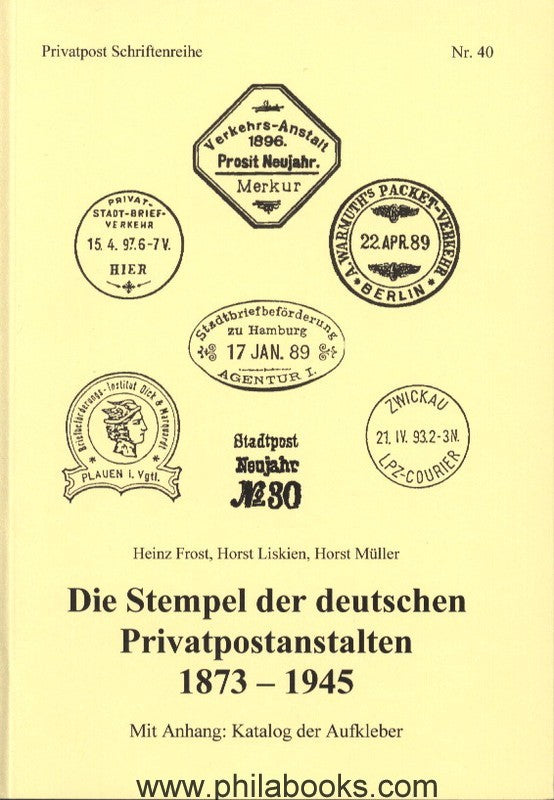 Privatpost Schriftenreihe Nr. 40
Verkehrs-Anstalt
1896.
Prosit Neujahr.
Merkur
PRIVAT-
STADT-BRIEF-
VERKEHR
15. 4. 97.6-7V.
HIER
A. WARMUTH'S PACKET-VERKEHR
22.APR.89
BERLIN
Stadtbriefbeförderung
zu Hamburg
17 JAN. 89
AGENTUR I.
Briefbeförderungs-Institut Dick & Marquardt
PLAUEN i. Vgtl.
Stadtpost
Neujahr
№30
ZWICKAU
21. IV. 93.2-3N.
LPZ-COURIER
Heinz Frost, Horst Liskien, Horst Müller
Die Stempel der deutschen
Privatpostanstalten
1873 – 1945
Mit Anhang: Katalog der Aufkleber
www.philabooks.com